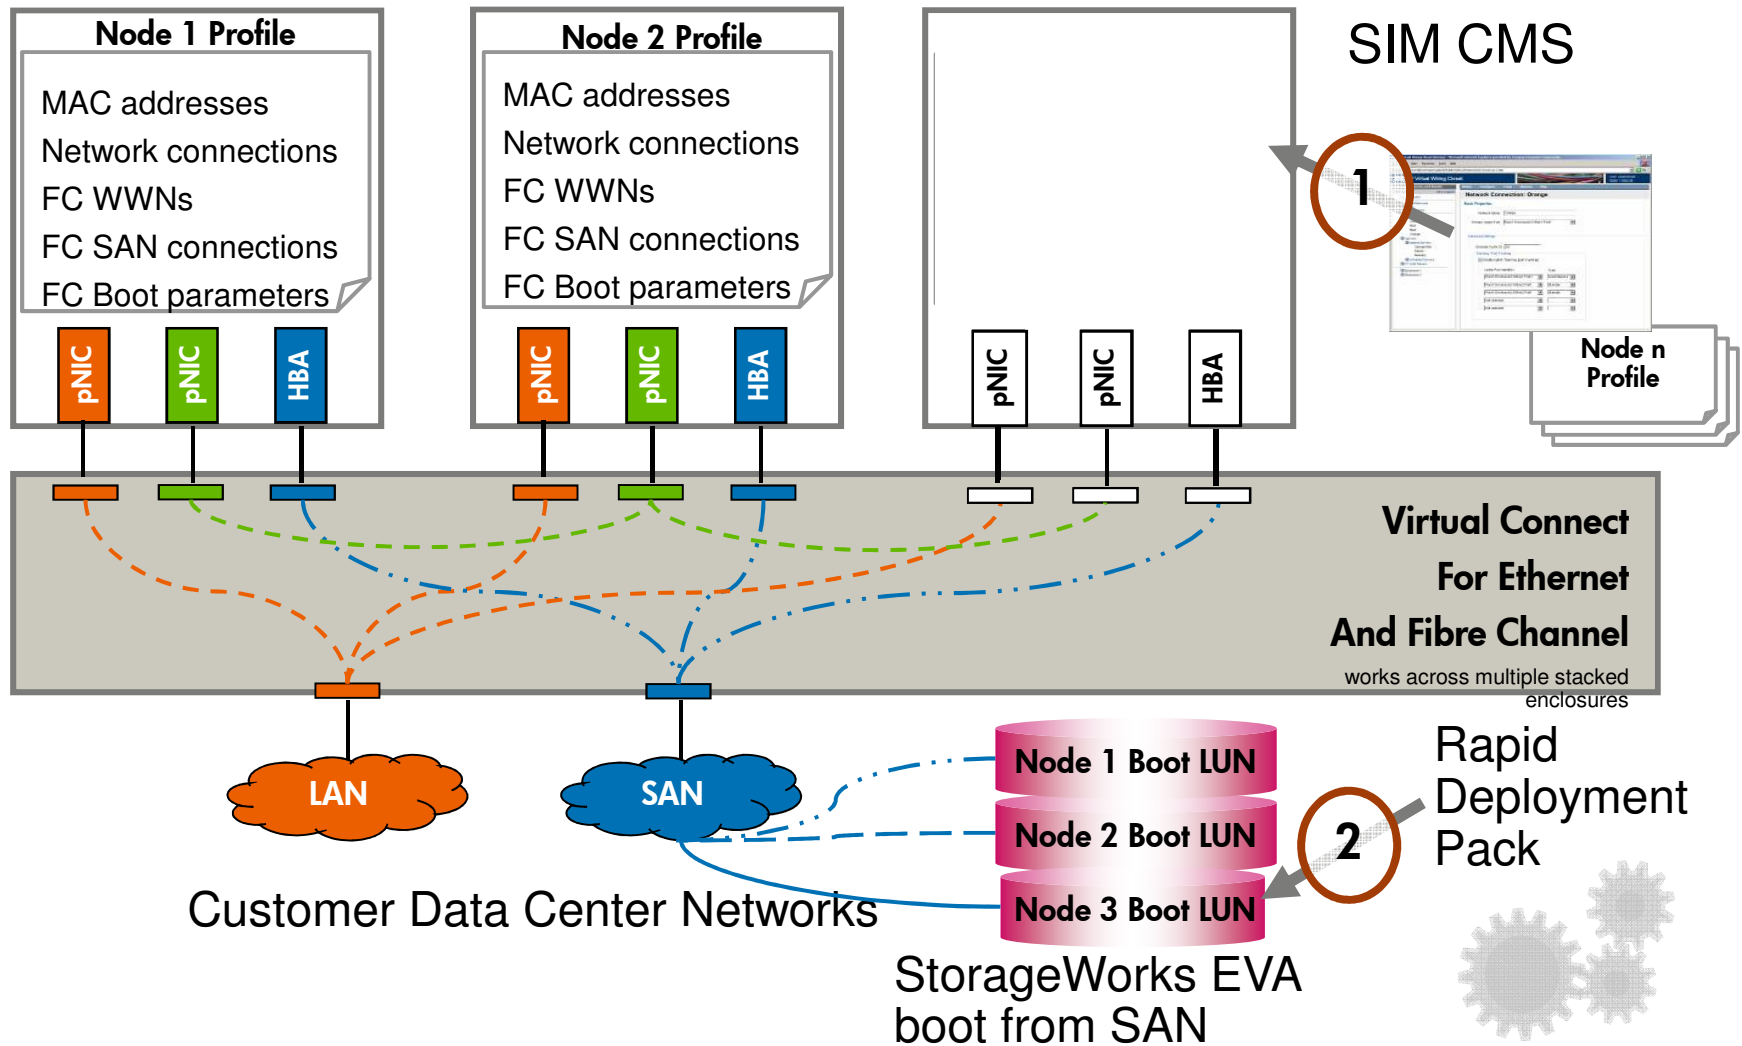 Node 1 Profile
MAC addresses
Network connections
FC WWNs
FC SAN connections
FC Boot parameters
pNIC
pNIC
HBA
Node 2 Profile
MAC addresses
Network connections
FC WWNs
FC SAN connections
FC Boot parameters
pNIC
pNIC
HBA
pNIC
pNIC
HBA
SIM CMS
1
Network Connection: Orange
Node n
Profile
Virtual Connect
For Ethernet
And Fibre Channel
works across multiple stacked
enclosures
LAN
SAN
Customer Data Center Networks
Node 1 Boot LUN
Node 2 Boot LUN
Node 3 Boot LUN
StorageWorks EVA
boot from SAN
2
Rapid
Deployment
Pack